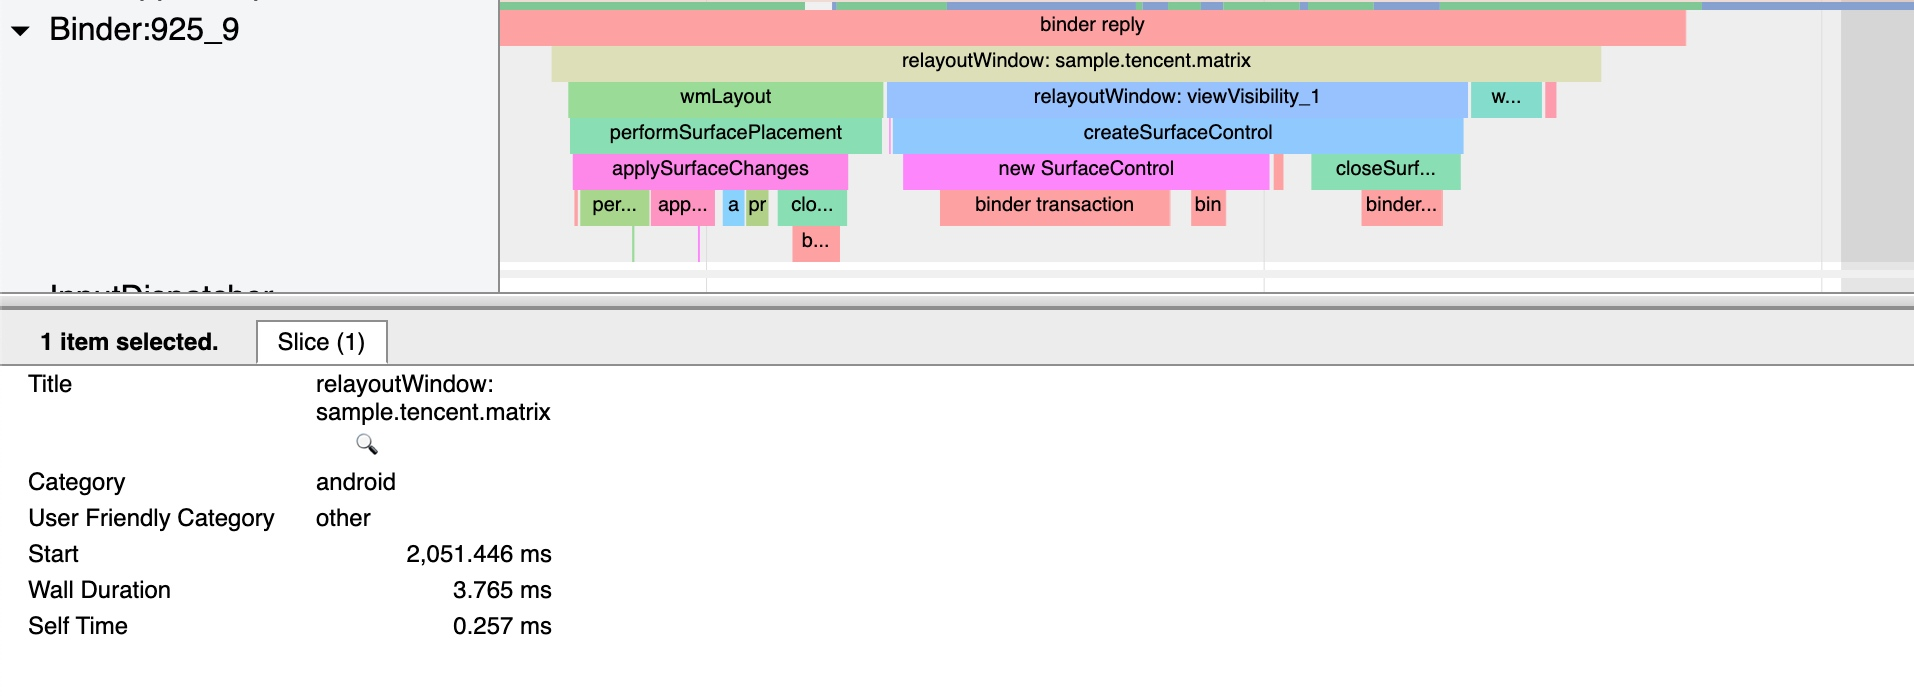 Binder:925_9
binder reply
relayoutWindow: sample.tencent.matrix
wmLayout relayoutWindow: viewVisibility_1 w...
performSurfacePlacement createSurfaceControl
applySurfaceChanges new SurfaceControl closeSurf...
per... app... a pr clo... binder transaction bin binder...
b...
InputDispatcher
1 item selected. Slice (1)
Title relayoutWindow:
sample.tencent.matrix
Category android
User Friendly Category other
Start 2,051.446 ms
Wall Duration 3.765 ms
Self Time 0.257 ms